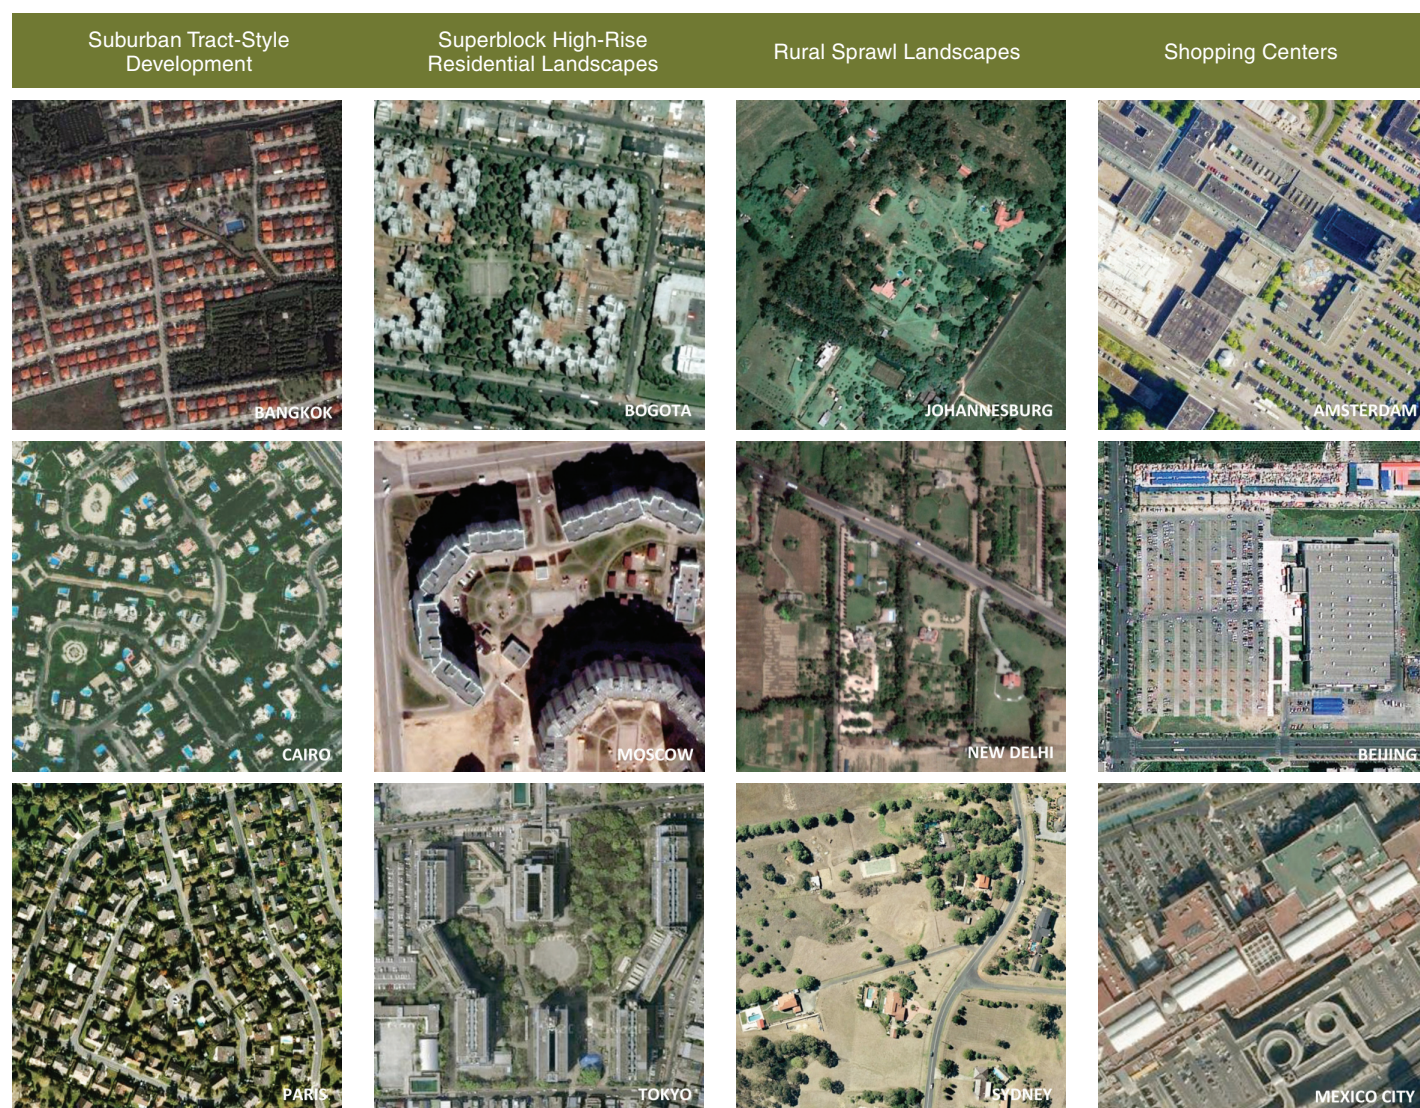 Suburban Tract-Style
Development
Superblock High-Rise
Residential Landscapes
Rural Sprawl Landscapes
Shopping Centers
BANGKOK
BOGOTA
JOHANNESBURG
AMSTERDAM
CAIRO
MOSCOW
NEW DELHI
BEIJING
PARIS
TOKYO
SYDNEY
MEXICO CITY